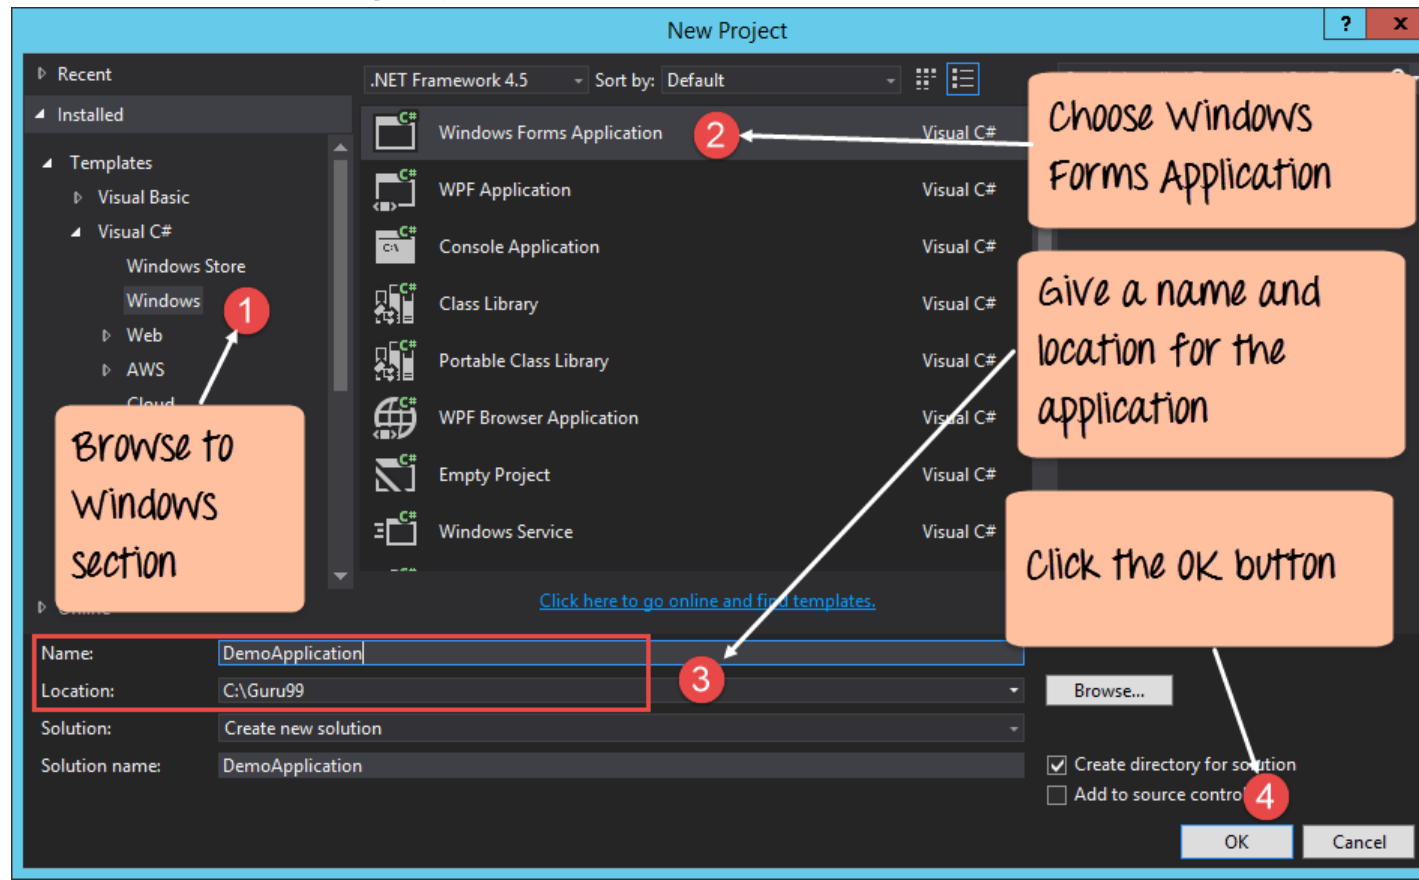 New Project
? X
Recent
.NET Framework 4.5 Sort by: Default
Installed
Templates
Visual Basic
Visual C#
Windows Store
Windows
Web
AWS
Cloud
1
Browse to
Windows
section
Online
C# Windows Forms Application Visual C#
2
C# WPF Application Visual C#
C# C:\ Console Application Visual C#
C# Class Library Visual C#
C# Portable Class Library Visual C#
C# WPF Browser Application Visual C#
C# Empty Project Visual C#
C# Windows Service Visual C#
Click here to go online and find templates.
Choose Windows
Forms Application
Give a name and
location for the
application
Click the OK button
Name: DemoApplication
Location: C:\Guru99
3
Browse...
Solution: Create new solution
Solution name: DemoApplication
Create directory for solution
Add to source control
4
OK Cancel